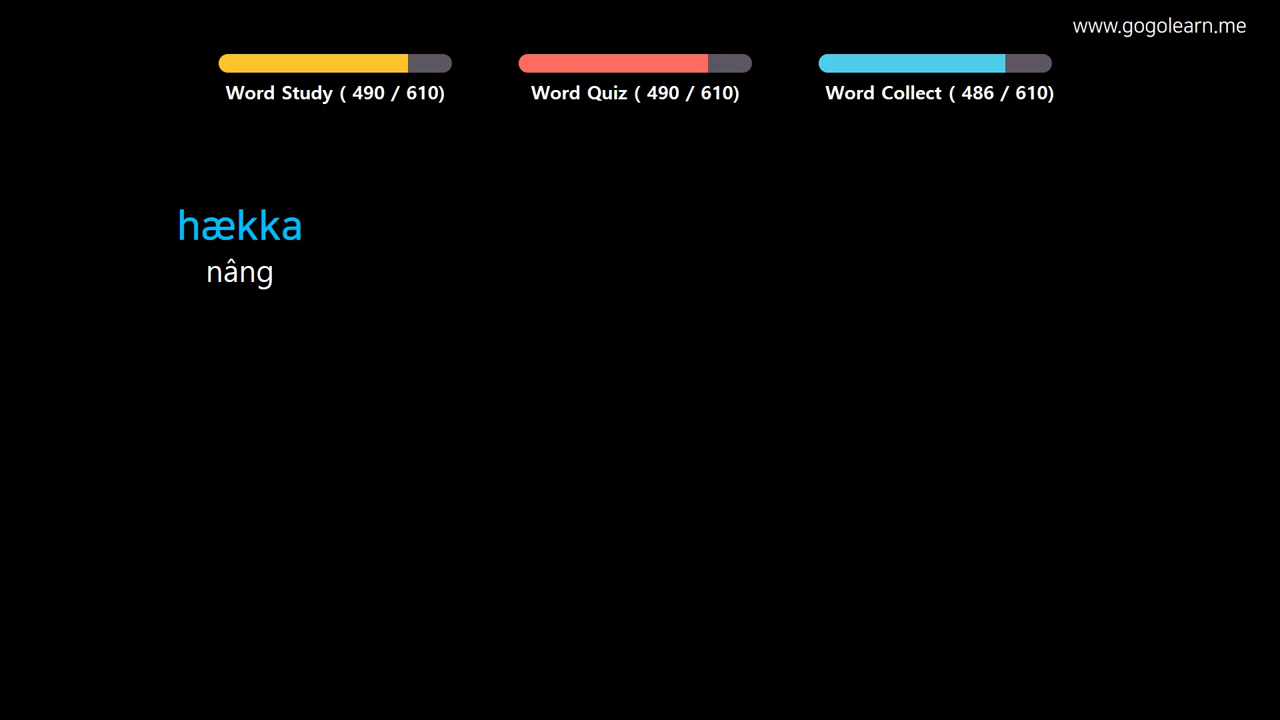 www.gogolearn.me
Word Study ( 490 / 610)
Word Quiz ( 490 / 610)
Word Collect ( 486 / 610)
hækka
nâng